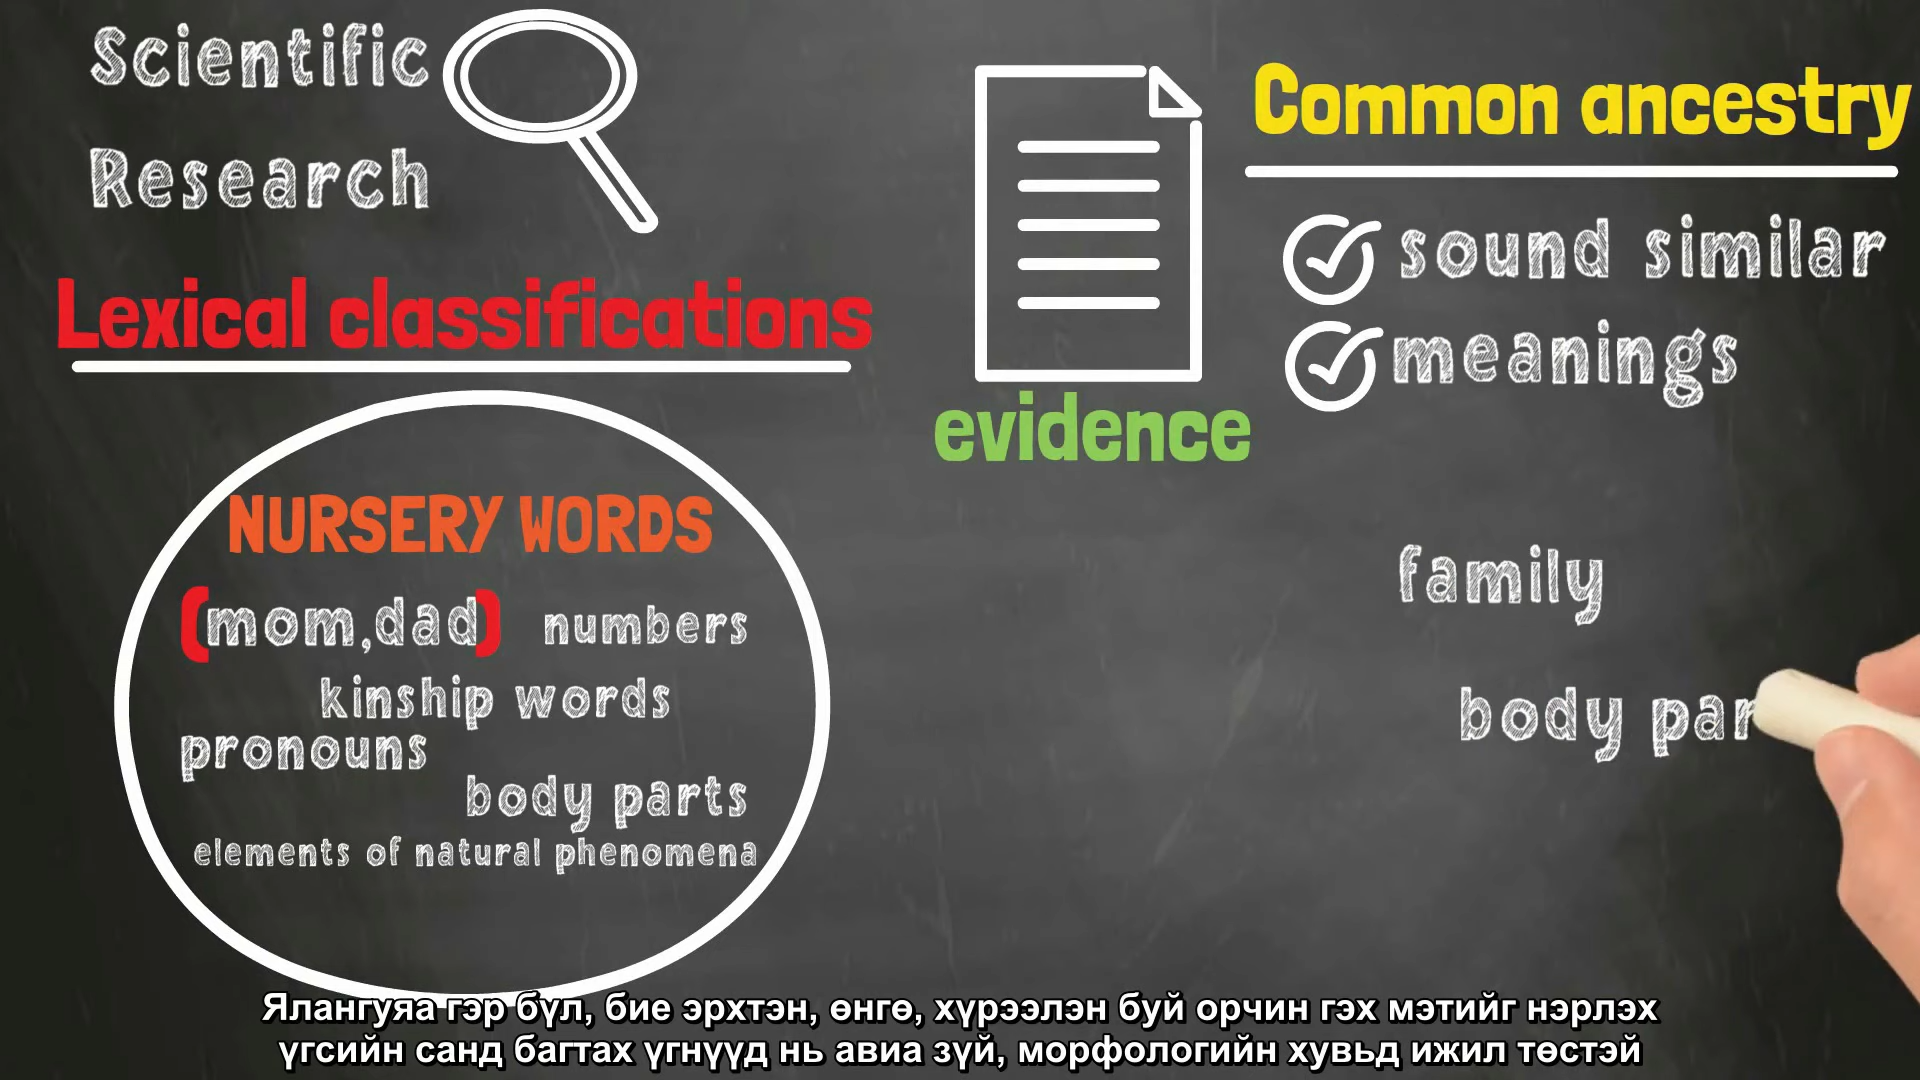 Scientific
Research
Lexical classifications
NURSERY WORDS
(mom,dad) numbers
kinship words
pronouns
body parts
elements of natural phenomena
evidence
Common ancestry
sound similar
meanings
family
body par
Ялангуяа гэр бүл, бие эрхтэн, өнгө, хүрээлэн буй орчин гэх мэтийг нэрлэх
үгсийн санд багтах үгнүүд нь авиа зүй, морфологийн хувьд ижил төстэй